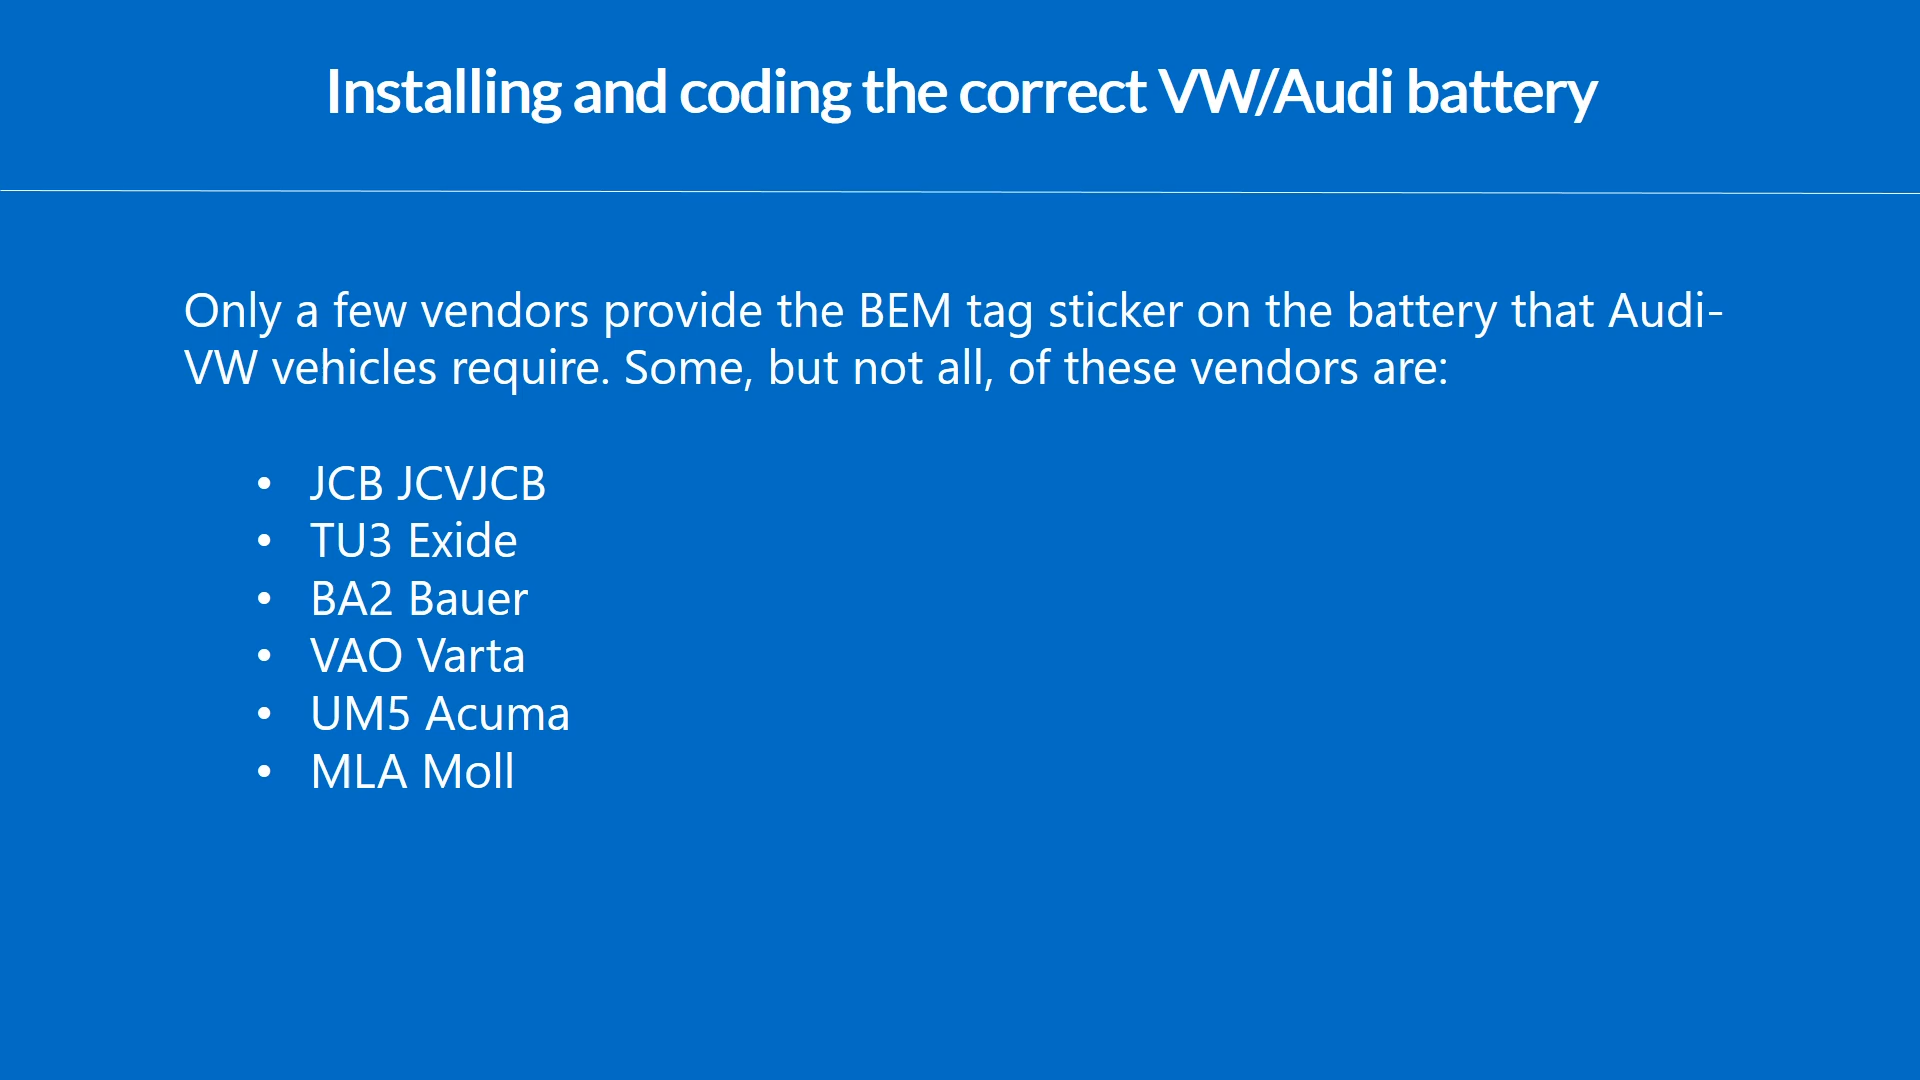 Installing and coding the correct VW/Audi battery
Only a few vendors provide the BEM tag sticker on the battery that Audi-
VW vehicles require. Some, but not all, of these vendors are:
• JCB JCVJCB
• TU3 Exide
• BA2 Bauer
• VAO Varta
• UM5 Acuma
• MLA Moll